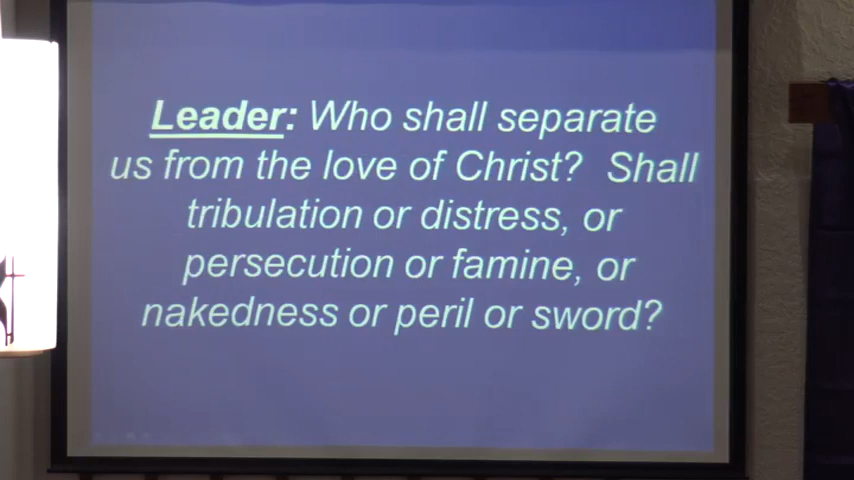 Leader: Who shall separate
us from the love of Christ? Shall
tribulation or distress, or
persecution or famine, or
nakedness or peril or sword?